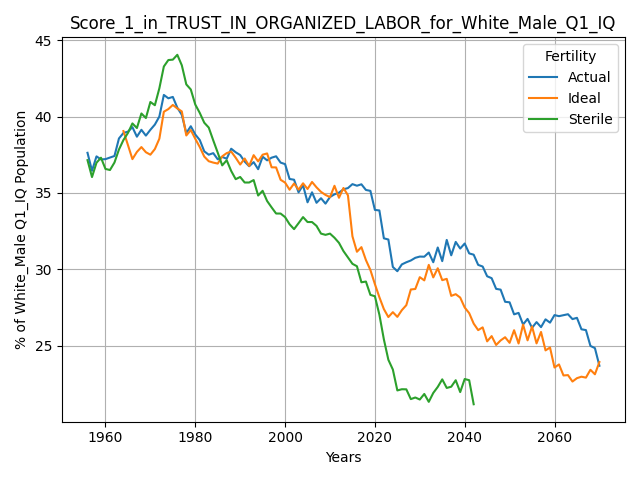 Score_1_in_TRUST_IN_ORGANIZED_LABOR_for_White_Male_Q1_IQ
% of White_Male Q1_IQ Population
45
40
35
30
25
Fertility
Actual
Ideal
Sterile
1960
1980
2000
2020
2040
2060
Years